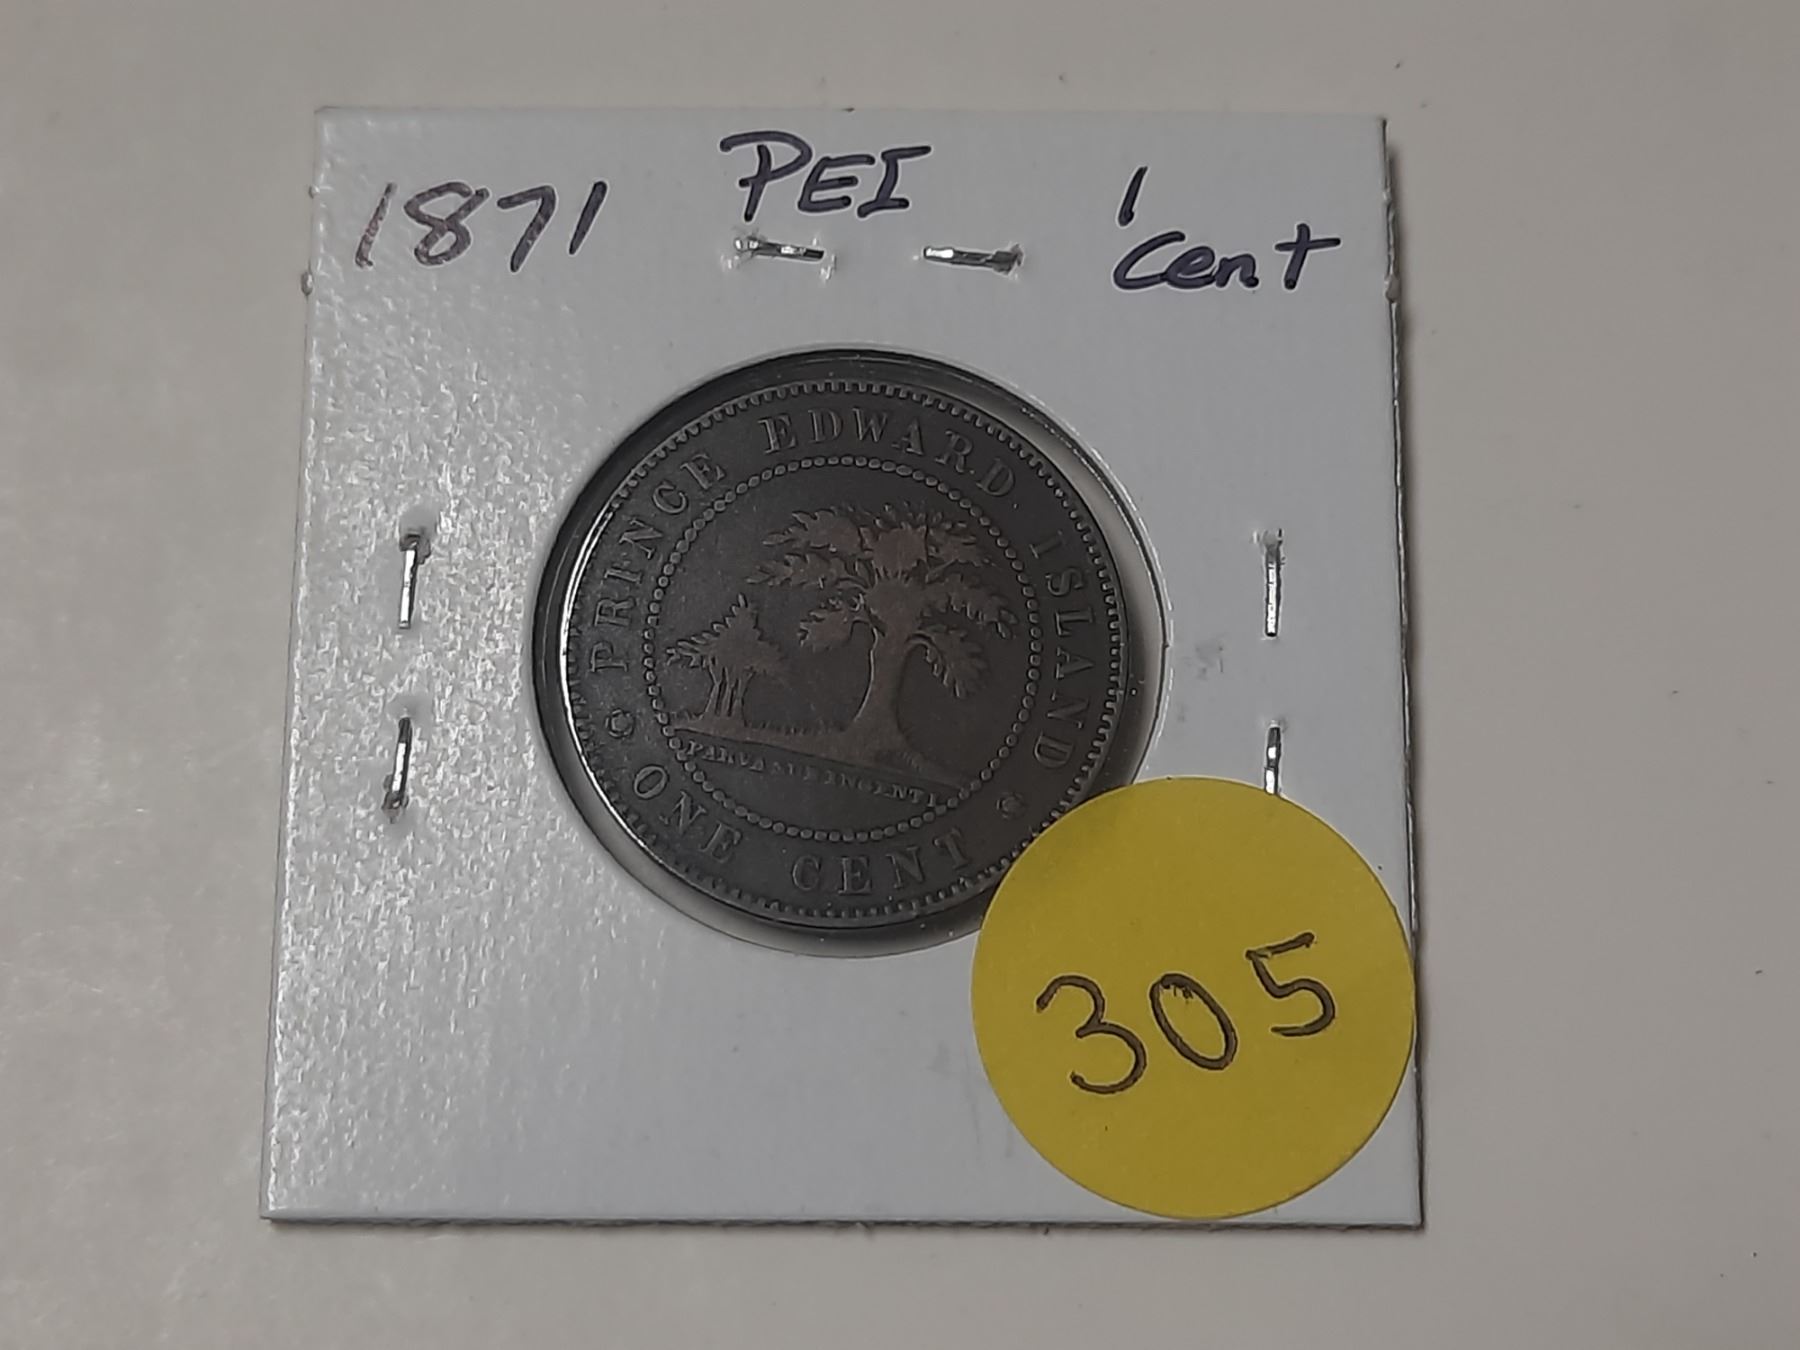 1871 PEI 1
cent
PRINCE EDWARD ISLAND
PARVA SUB INGENTI
ONE CENT
305